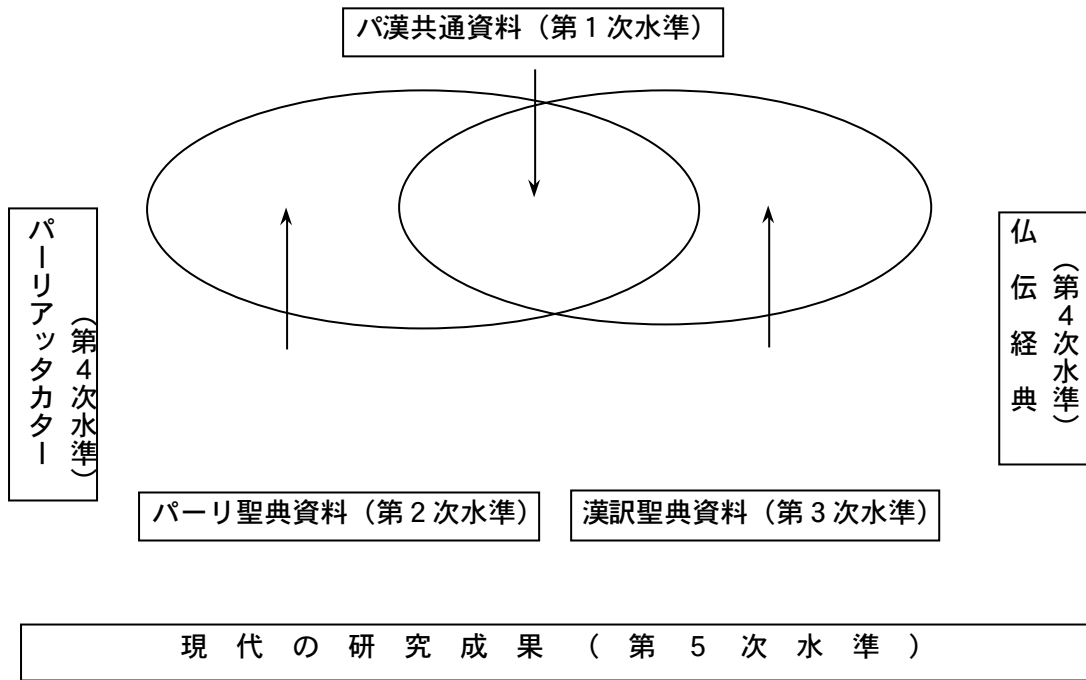 パ漢共通資料（第1次水準）
パーリアッタカター
（第4次水準）
仏伝経典
（第4次水準）
パーリ聖典資料（第2次水準）
漢訳聖典資料（第3次水準）
現代の研究成果（第5次水準）